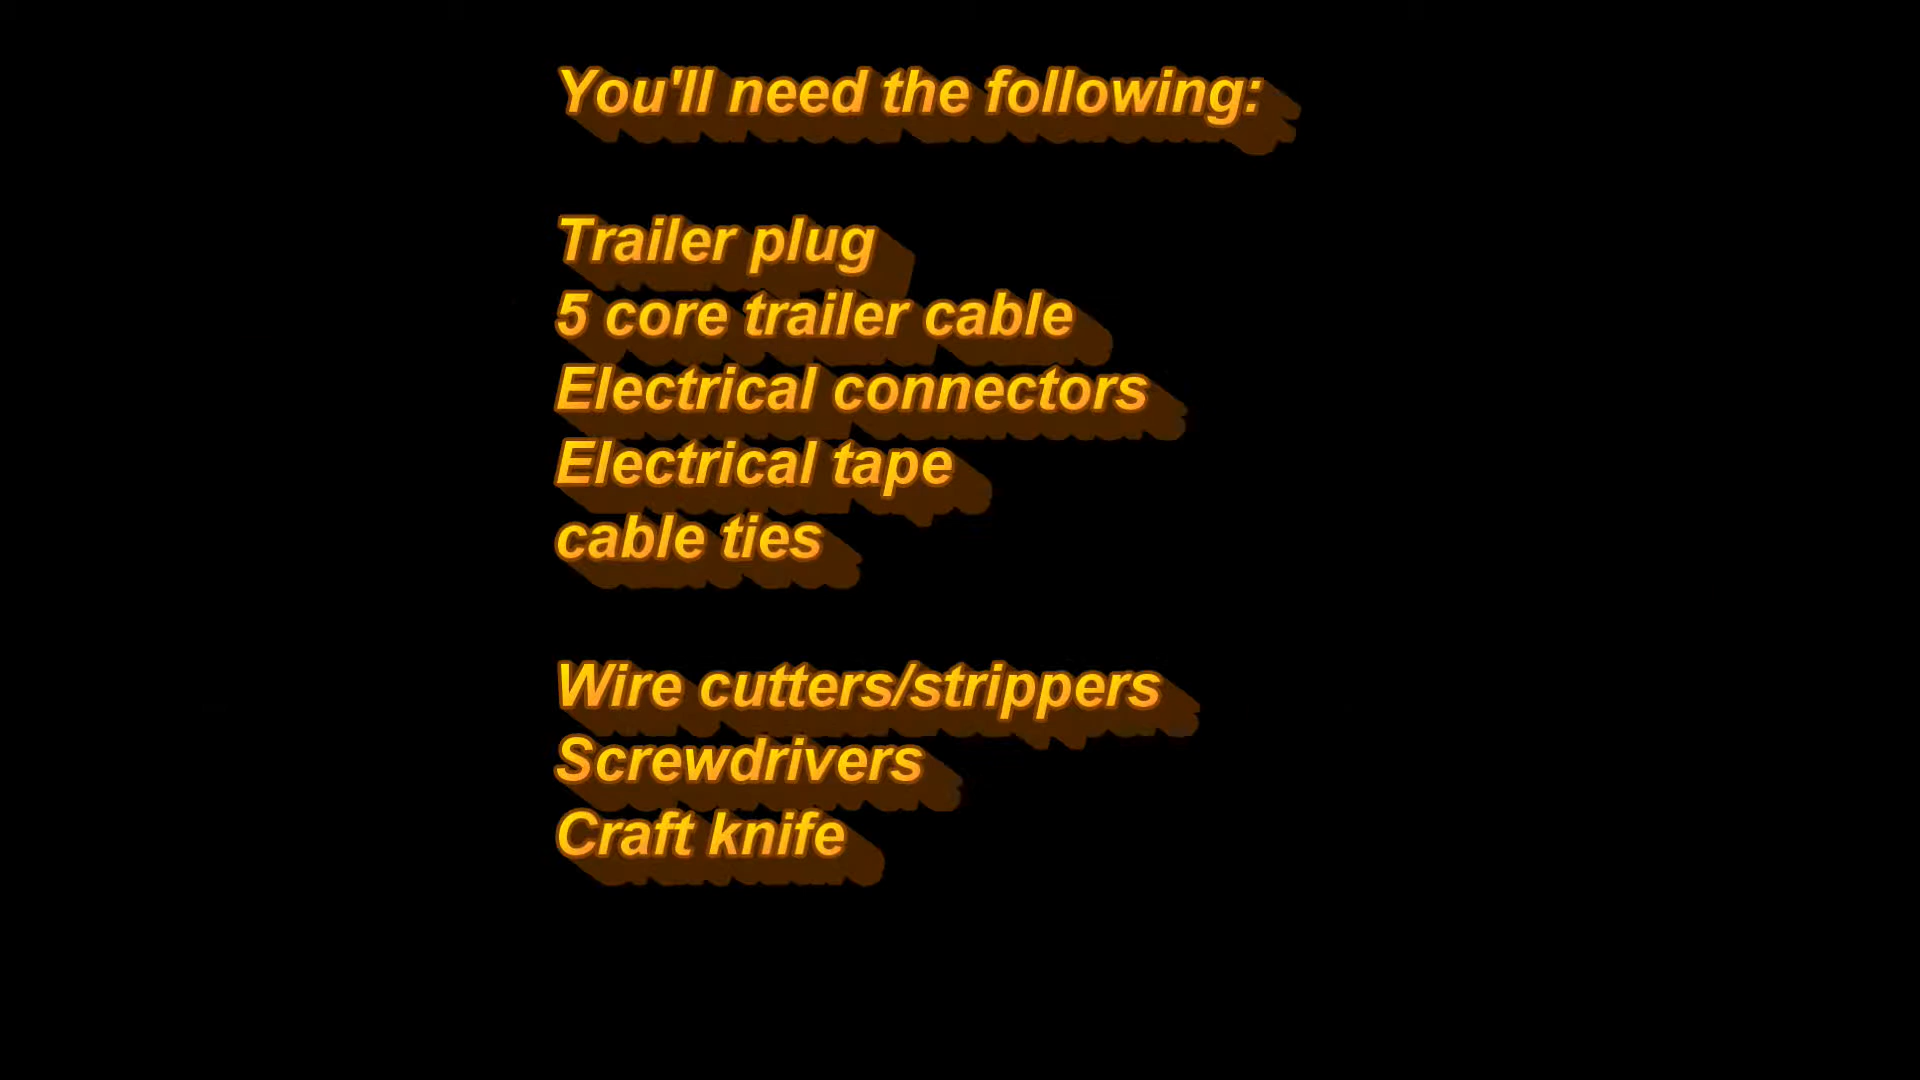 You'll need the following:
Trailer plug
5 core trailer cable
Electrical connectors
Electrical tape
cable ties
Wire cutters/strippers
Screwdrivers
Craft knife